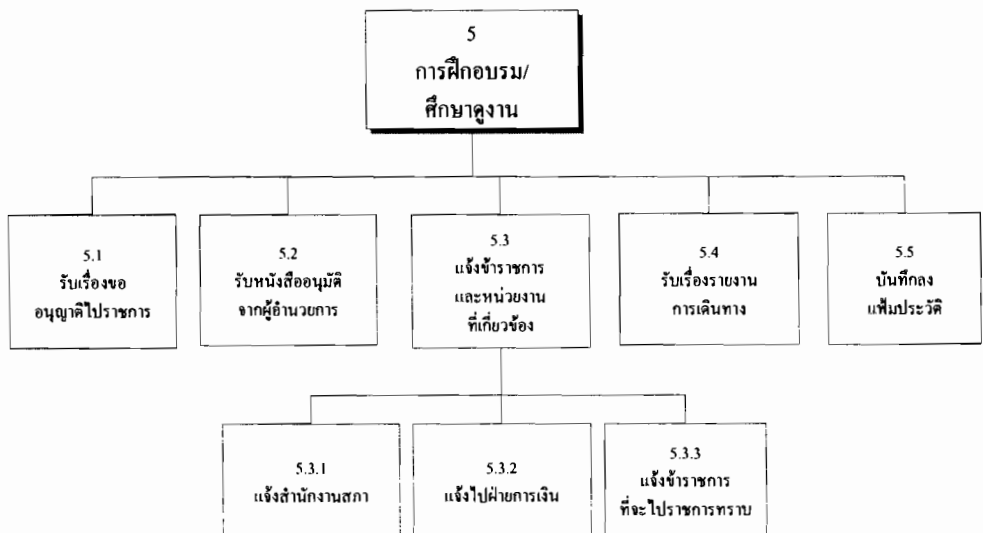 5
การฝึกอบรม/
ศึกษาดูงาน
5.1
รับเรื่องขอ
อนุญาติไปราชการ
5.2
รับหนังสืออนุมัติ
จากผู้อำนวยการ
5.3
แจ้งข้าราชการ
และหน่วยงาน
ที่เกี่ยวข้อง
5.4
รับเรื่องรายงาน
การเดินทาง
5.5
บันทึกลง
แฟ้มประวัติ
5.3.1
แจ้งสำนักงานสภา
5.3.2
แจ้งไปฝ่ายการเงิน
5.3.3
แจ้งข้าราชการ
ที่จะไปราชการทราบ